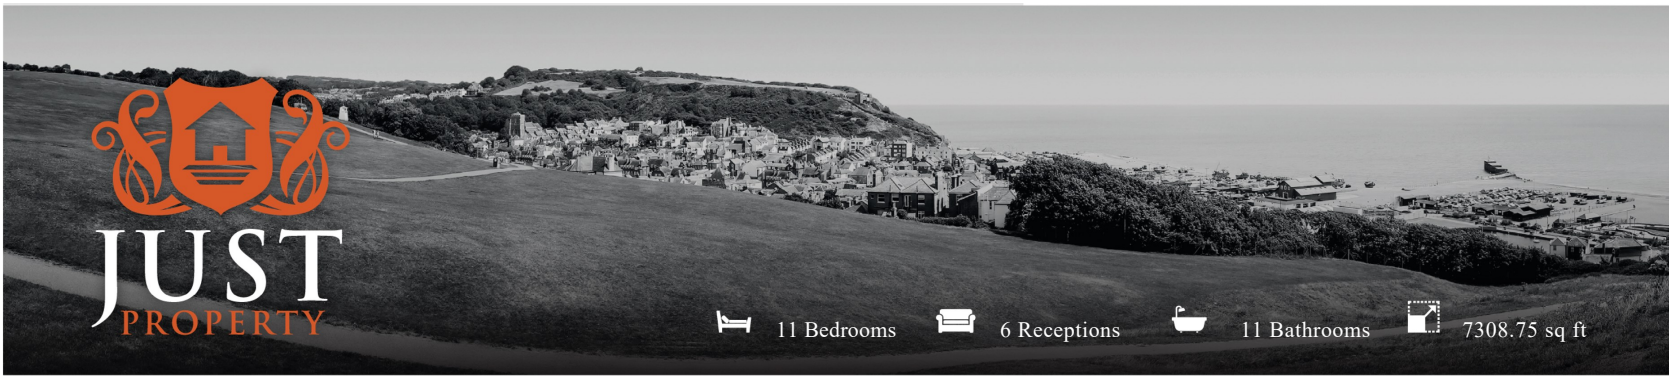 JUST
PROPERTY
11 Bedrooms 6 Receptions 11 Bathrooms 7308.75 sq ft